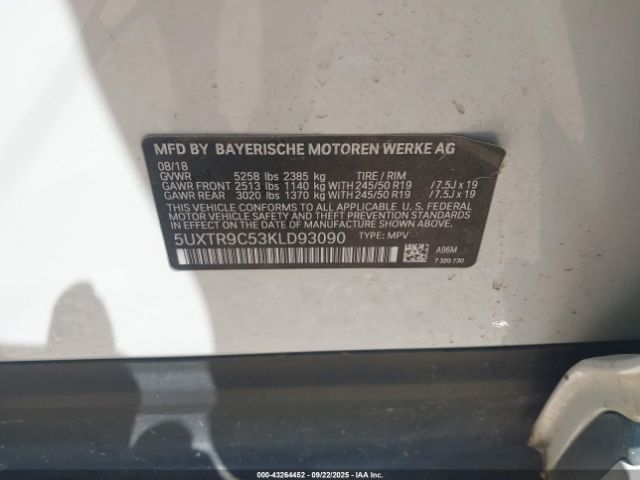 MFD BY BAYERISCHE MOTOREN WERKE AG
08/18
GVWR 5258 lbs 2385 kg TIRE / RIM
GAWR FRONT 2513 lbs 1140 kg WITH 245/50 R19 / 7.5J x 19
GAWR REAR 3020 lbs 1370 kg WITH 245/50 R19 / 7.5J x 19
THIS VEHICLE CONFORMS TO ALL APPLICABLE U. S. FEDERAL
MOTOR VEHICLE SAFETY, BUMPER, AND THEFT PREVENTION
STANDARDS IN EFFECT ON THE DATE OF MANUFACTURE SHOWN ABOVE.
5UXTR9C53KLD93090 TYPE: MPV
A96M
7 320 730
00-43264452 - 09/22/2025 - IAA Inc.